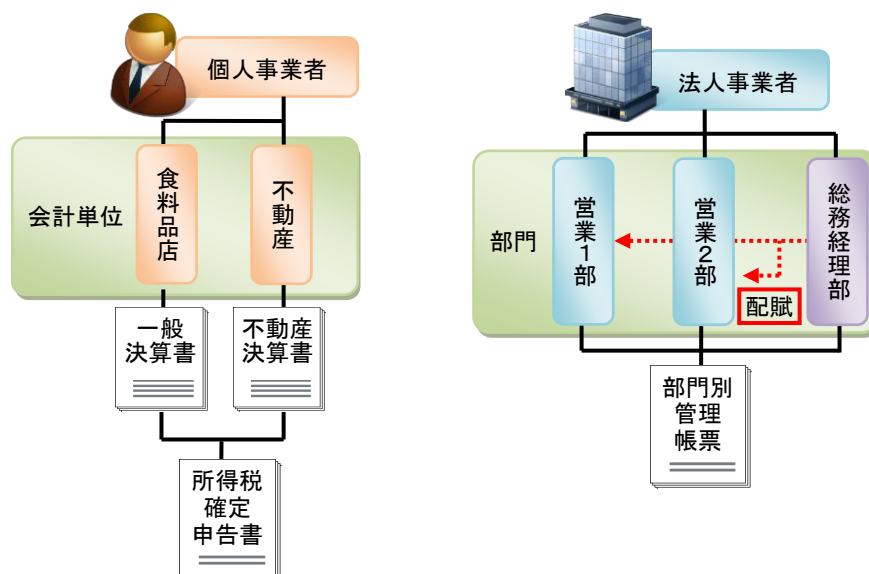 個人事業者
会計単位
食料品店
不動産
一般
決算書
不動産
決算書
所得税
確定
申告書
法人事業者
部門
営業1部
営業2部
総務経理部
配賦
部門別
管理
帳票